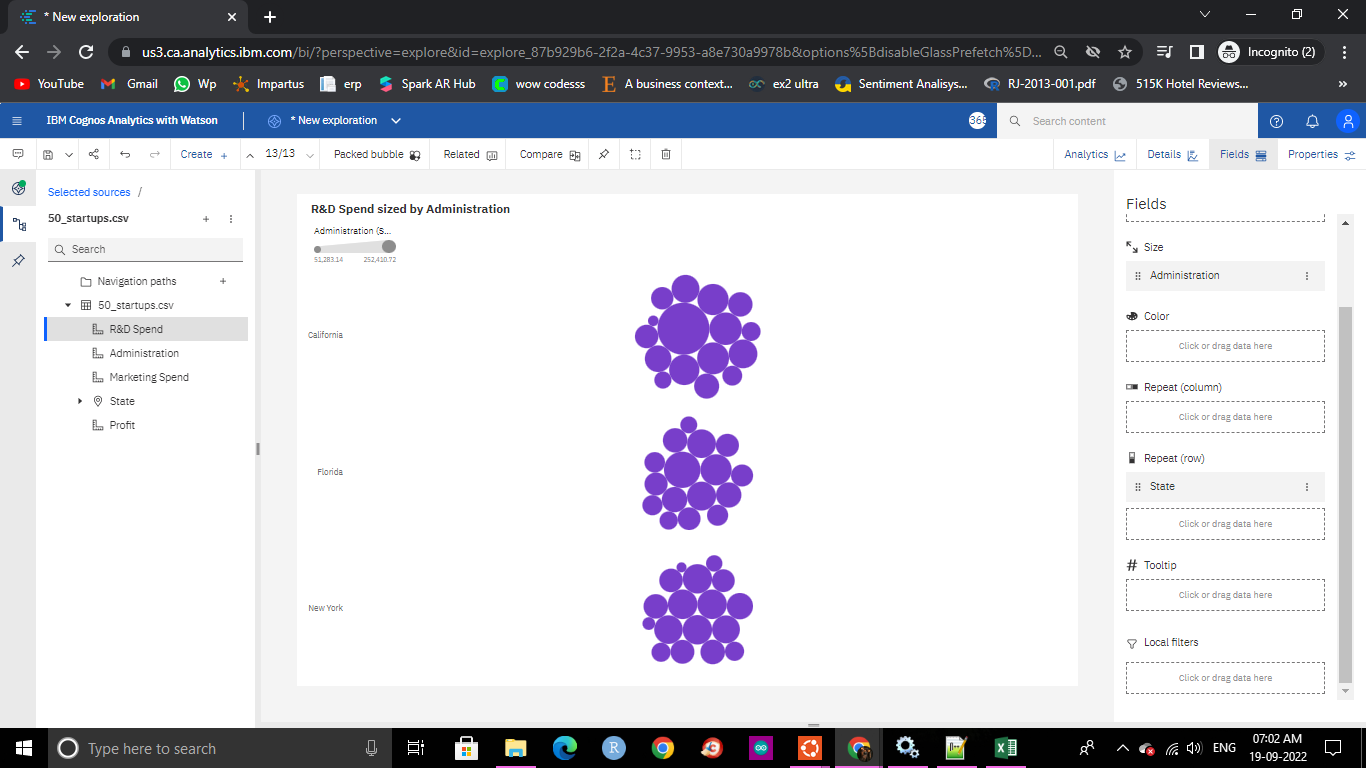 * New exploration
us3.ca.analytics.ibm.com/bi/?perspective=explore&id=explore_87b929b6-2f2a-4c37-9953-a8e730a9978b&options%5BdisableGlassPrefetch%5D...
Incognito (2)
YouTube Gmail Wp Impartus erp Spark AR Hub wow codesss A business context... ex2 ultra Sentiment Analisys... RJ-2013-001.pdf 515K Hotel Reviews... »
IBM Cognos Analytics with Watson * New exploration 365 Search content
Create + 13/13 Packed bubble Related Compare Analytics Details Fields Properties
Selected sources /
50_startups.csv
Search
Navigation paths
50_startups.csv
R&D Spend
Administration
Marketing Spend
State
Profit
R&D Spend sized by Administration
Administration (S...
51,283.14 252,410.72
California
Florida
New York
Fields
Size
Administration
Color
Click or drag data here
Repeat (column)
Click or drag data here
Repeat (row)
State
Click or drag data here
Tooltip
Click or drag data here
Local filters
Click or drag data here
Type here to search
ENG
07:02 AM
19-09-2022